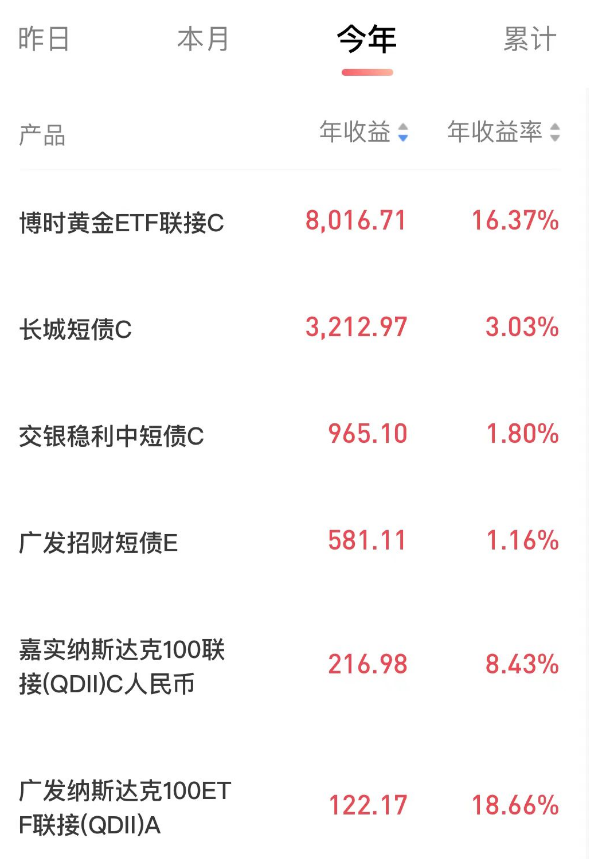 昨日 本月 今年 累计
产品 年收益 年收益率
博时黄金ETF联接C 8,016.71 16.37%
长城短债C 3,212.97 3.03%
交银稳利中短债C 965.10 1.80%
广发招财短债E 581.11 1.16%
嘉实纳斯达克100联
接(QDII)C人民币 216.98 8.43%
广发纳斯达克100ET
F联接(QDII)A 122.17 18.66%